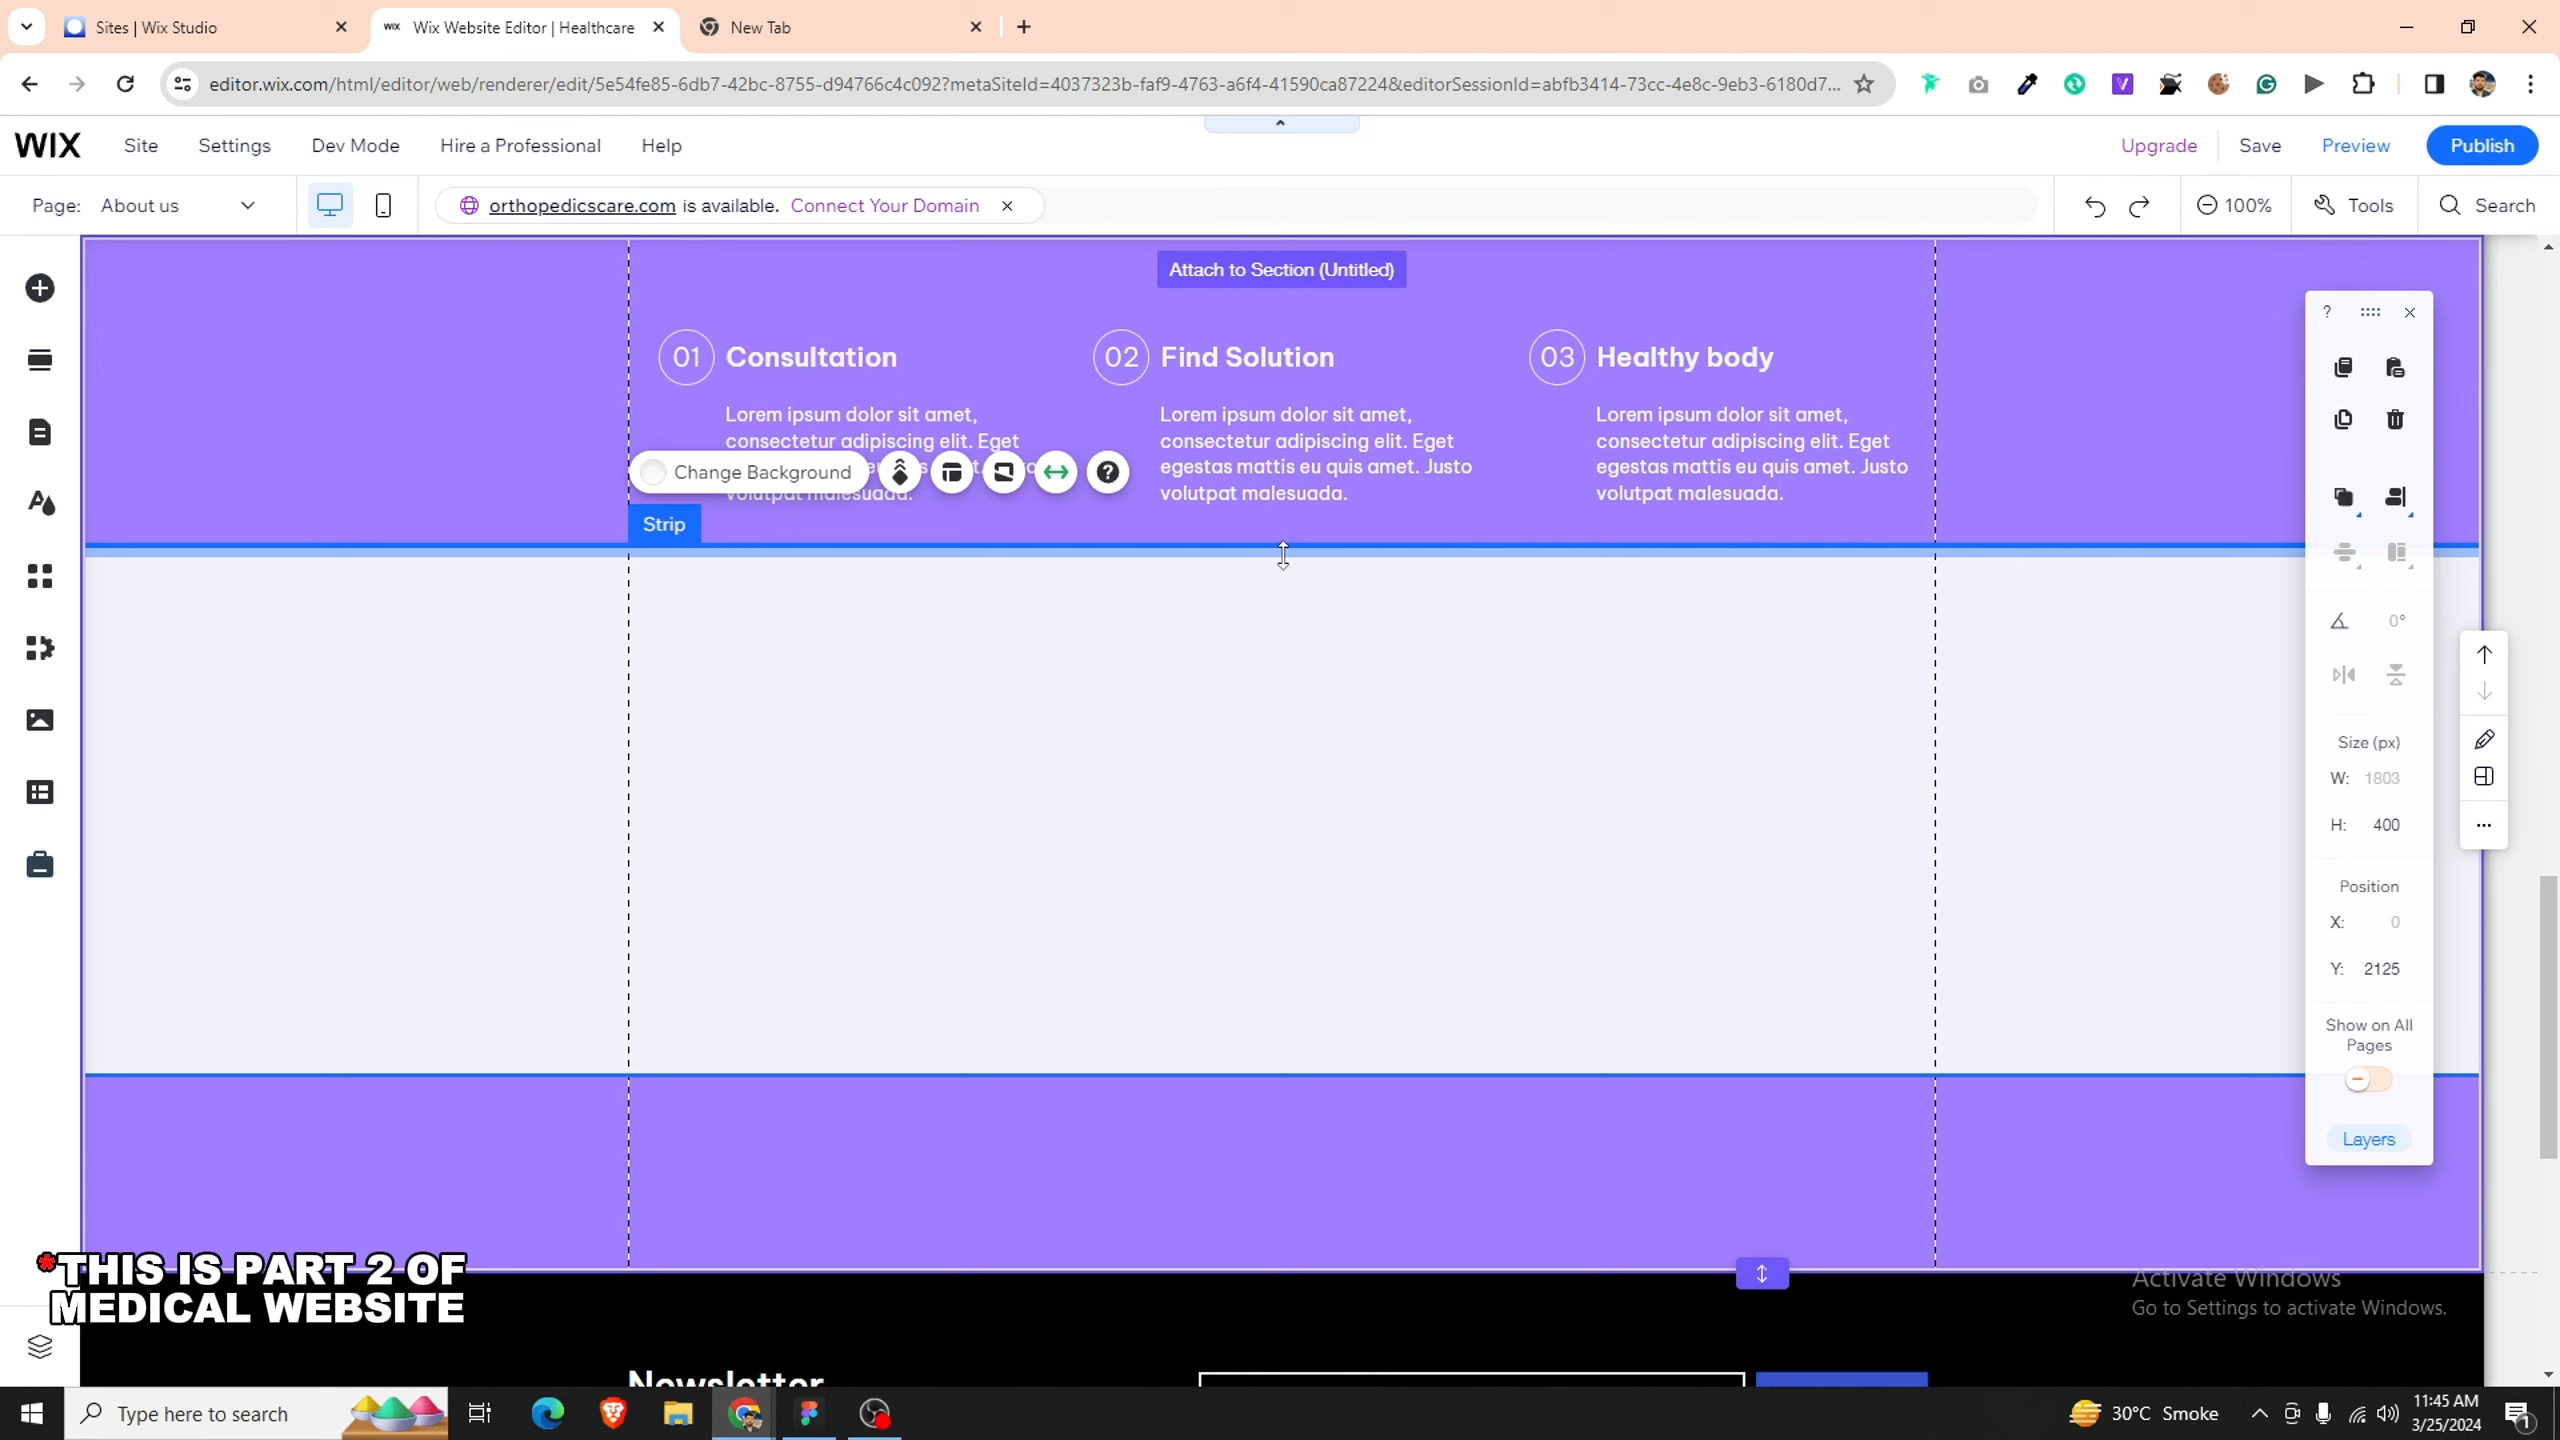 Sites | Wix Studio
WIX Wix Website Editor | Healthcare
New Tab
editor.wix.com/html/editor/web/renderer/edit/5e54fe85-6db7-42bc-8755-d94766c4c092?metaSiteId=4037323b-faf9-4763-a6f4-41590ca87224&editorSessionId=abfb3414-73cc-4e8c-9eb3-6180d7...
WIX Site Settings Dev Mode Hire a Professional Help Upgrade Save Preview Publish
Page: About us
orthopedicscare.com is available. Connect Your Domain
100% Tools Search
Attach to Section (Untitled)
01 Consultation
Lorem ipsum dolor sit amet,
consectetur adipiscing elit. Eget
volutpat malesuada.
02 Find Solution
Lorem ipsum dolor sit amet,
consectetur adipiscing elit. Eget
egestas mattis eu quis amet. Justo
volutpat malesuada.
03 Healthy body
Lorem ipsum dolor sit amet,
consectetur adipiscing elit. Eget
egestas mattis eu quis amet. Justo
volutpat malesuada.
Change Background
?
Strip
?
0°
Size (px)
W: 1803
H: 400
Position
X: 0
Y: 2125
Show on All
Pages
Layers
*THIS IS PART 2 OF
MEDICAL WEBSITE
Activate Windows
Go to Settings to activate Windows.
Newsletter
Type here to search
30°C Smoke
11:45 AM
3/25/2024
1